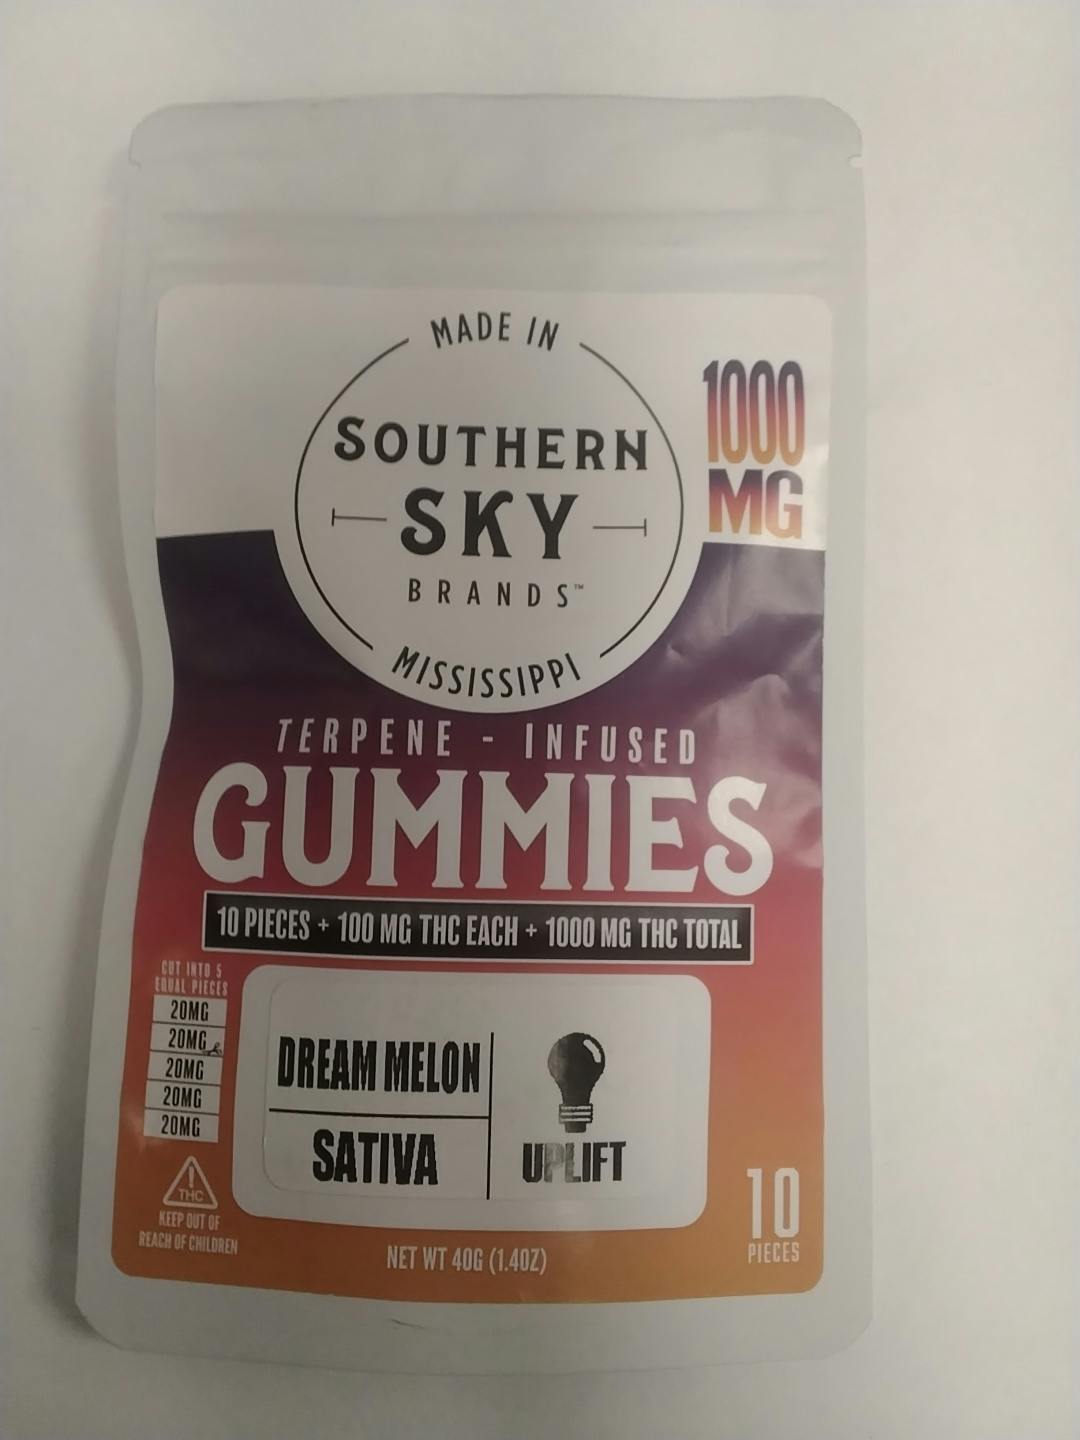 MADE IN
SOUTHERN
SKY
BRANDS™
MISSISSIPPI
1000
MG
TERPENE - INFUSED
GUMMIES
10 PIECES + 100 MG THC EACH + 1000 MG THC TOTAL
CUT INTO 5
EQUAL PIECES
20MG
20MG
20MG
20MG
20MG
THC
KEEP OUT OF
REACH OF CHILDREN
DREAM MELON
SATIVA
UPLIFT
NET WT 40G (1.4OZ)
10
PIECES